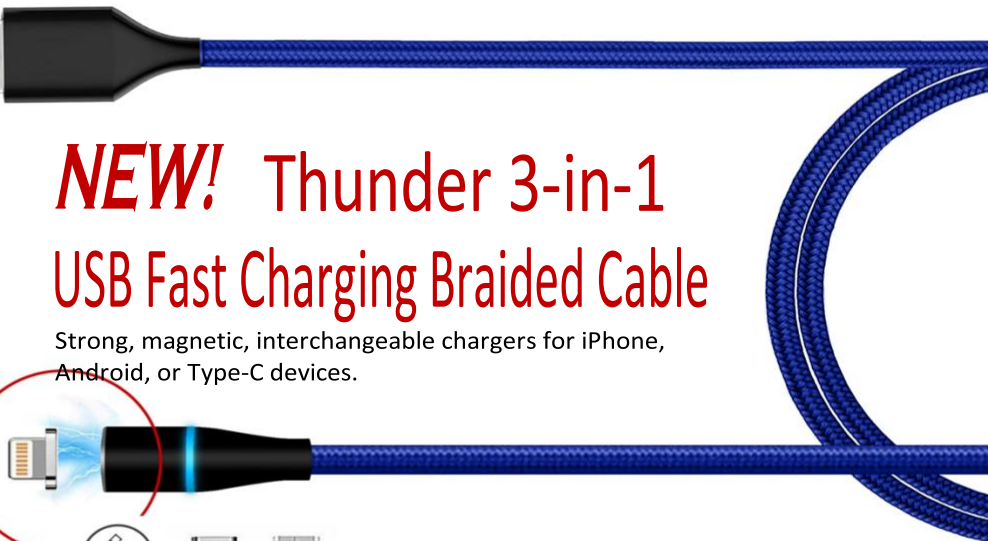 NEW! Thunder 3-in-1
USB Fast Charging Braided Cable
Strong, magnetic, interchangeable chargers for iPhone,
Android, or Type-C devices.